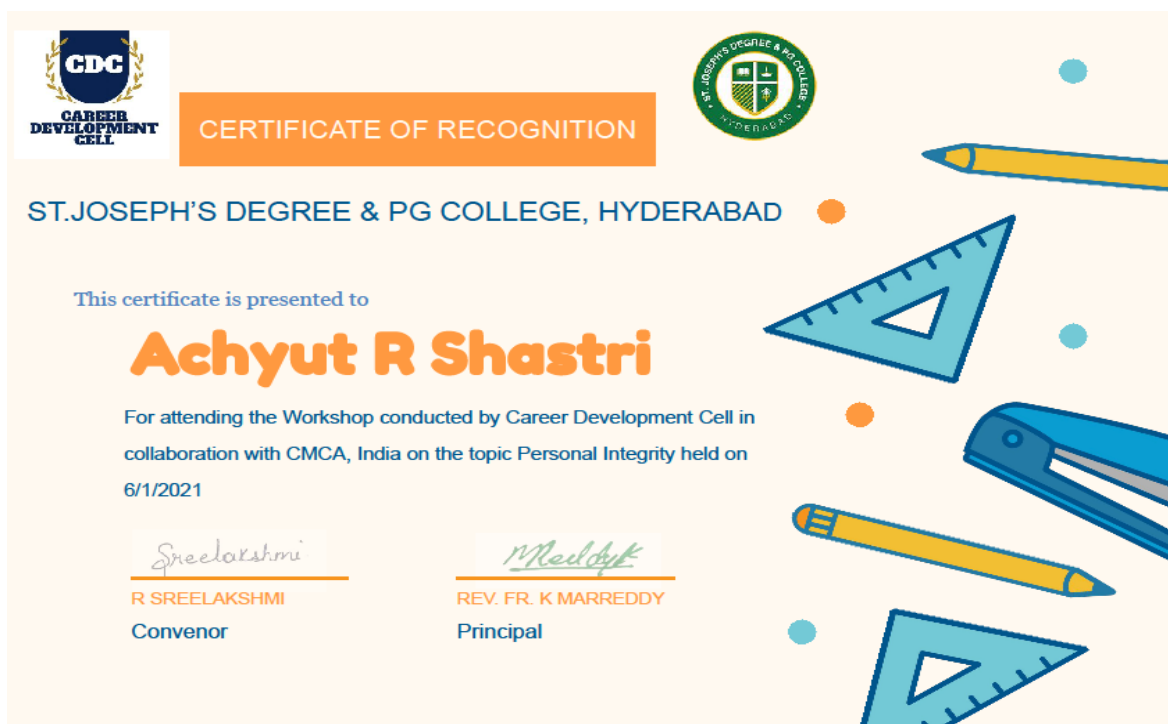 CDC
CAREER
DEVELOPMENT
CELL
CERTIFICATE OF RECOGNITION
ST. JOSEPH'S DEGREE & PG COLLEGE
HYDERABAD
ST.JOSEPH'S DEGREE & PG COLLEGE, HYDERABAD
This certificate is presented to
Achyut R Shastri
For attending the Workshop conducted by Career Development Cell in
collaboration with CMCA, India on the topic Personal Integrity held on
6/1/2021
Sreelakshmi
MReddyk
R SREELAKSHMI
REV. FR. K MARREDDY
Convenor
Principal